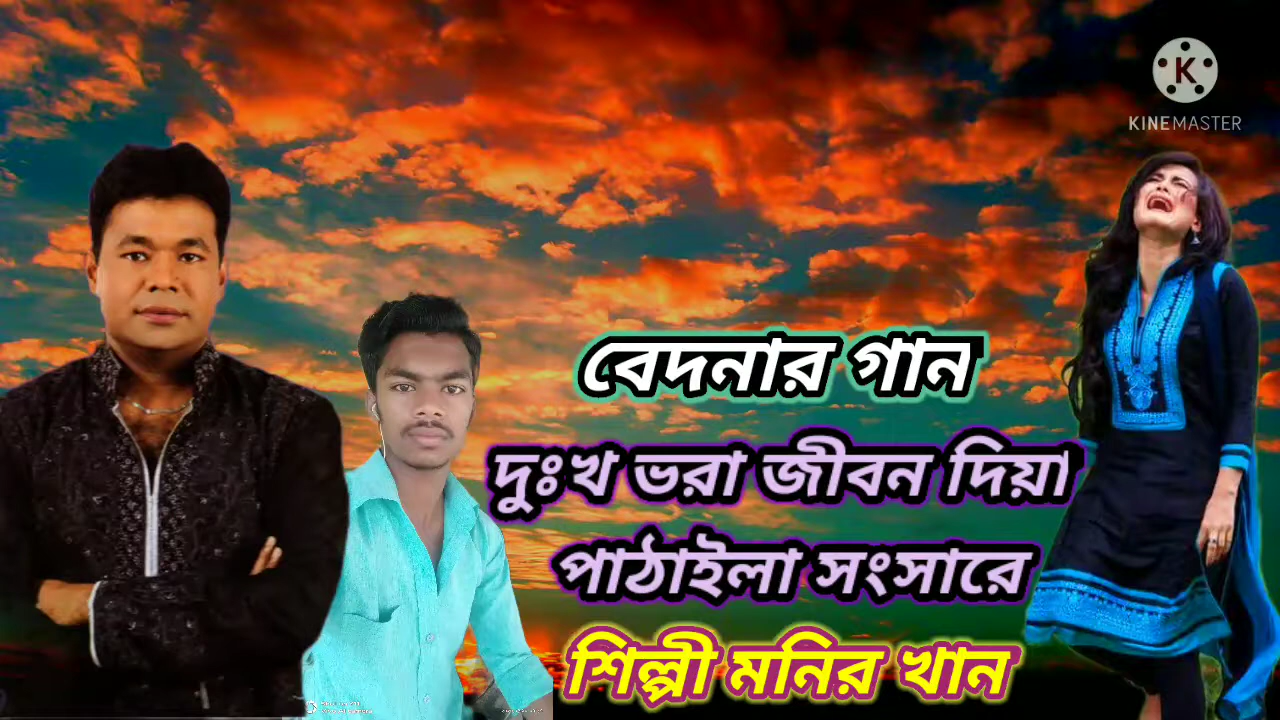 KINEMASTER
বেদনার গান
দুঃখ ভরা জীবন দিয়া
পাঠাইলা সংসারে
শিল্পী মনির খান